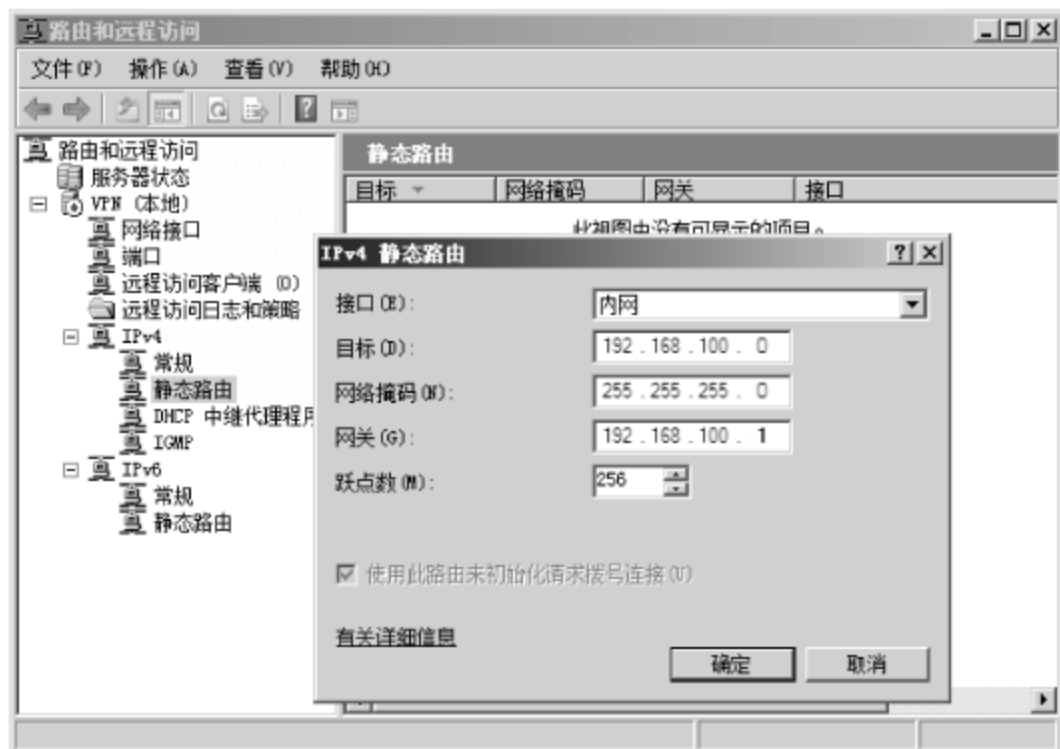 路由和远程访问
文件(F) 操作(A) 查看(V) 帮助(H)
路由和远程访问
服务器状态
VPN (本地)
网络接口
端口
远程访问客户端 (0)
远程访问日志和策略
IPv4
常规
静态路由
DHCP 中继代理程序
IGMP
IPv6
常规
静态路由
静态路由
目标 网络掩码 网关 接口
此视图中没有可显示的项目。
IPv4 静态路由
接口(E): 内网
目标(D): 192 . 168 . 100 . 0
网络掩码(N): 255 . 255 . 255 . 0
网关(G): 192 . 168 . 100 . 1
跃点数(M): 256
使用此路由来初始化请求拨号连接(U)
有关详细信息
确定 取消